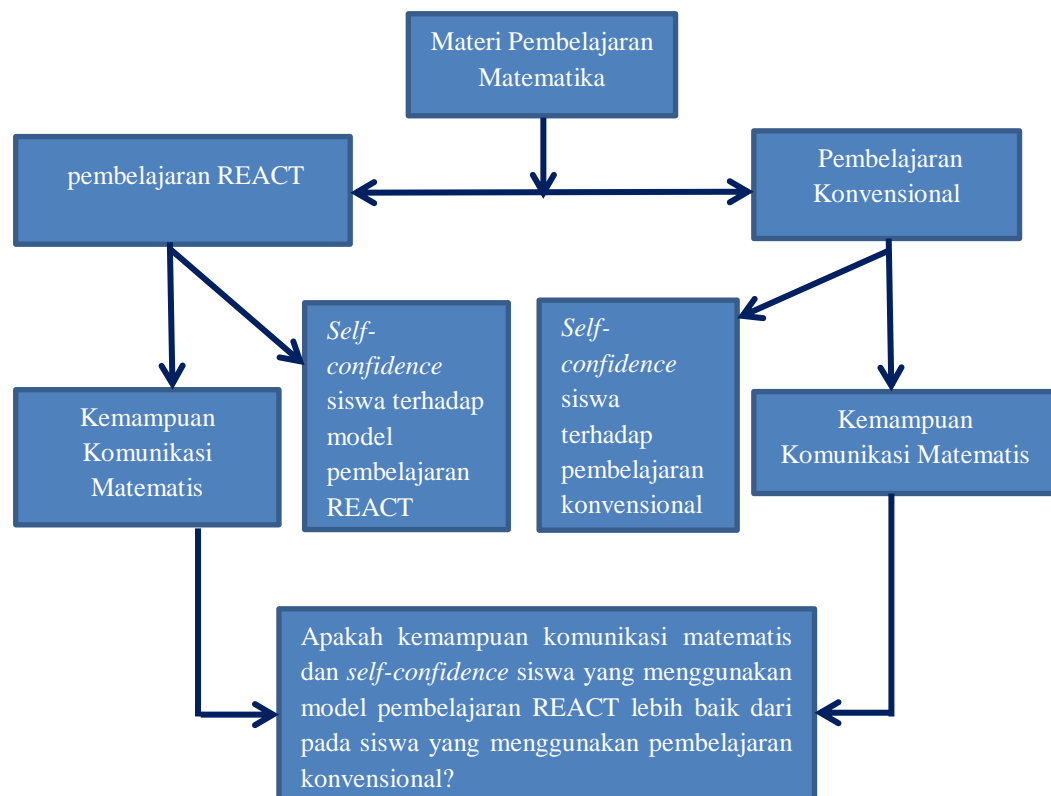 Materi Pembelajaran
Matematika
pembelajaran REACT
Pembelajaran
Konvensional
Self-
confidence
siswa terhadap
model
pembelajaran
REACT
Self-
confidence
siswa
terhadap
pembelajaran
konvensional
Kemampuan
Komunikasi
Matematis
Kemampuan
Komunikasi Matematis
Apakah kemampuan komunikasi matematis
dan self-confidence siswa yang menggunakan
model pembelajaran REACT lebih baik dari
pada siswa yang menggunakan pembelajaran
konvensional?